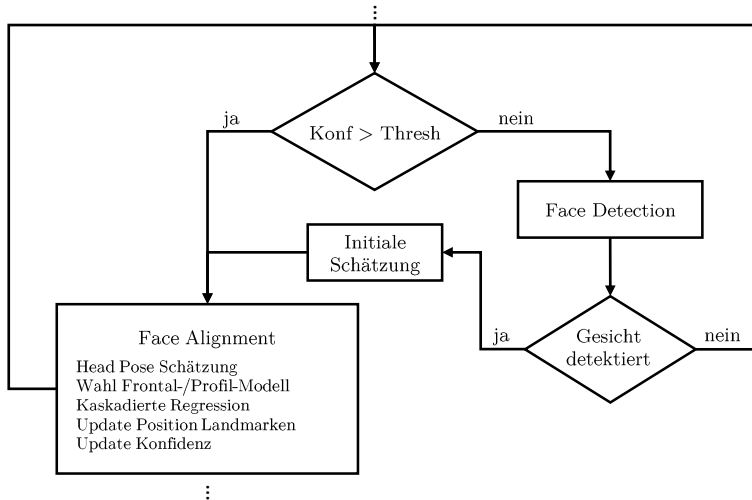 Konf > Thresh
ja
nein
Face Detection
Initiale
Schätzung
Gesicht
detektiert
ja
nein
Face Alignment
Head Pose Schätzung
Wahl Frontal-/Profil-Modell
Kaskadierte Regression
Update Position Landmarken
Update Konfidenz